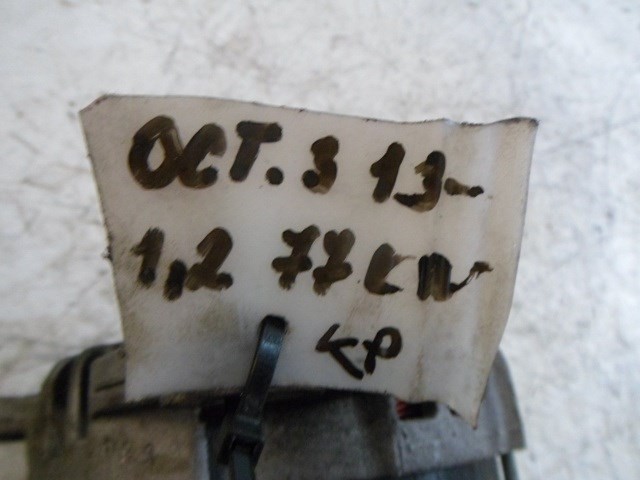 OCT. 3 13-
1,2 77 KW
KP